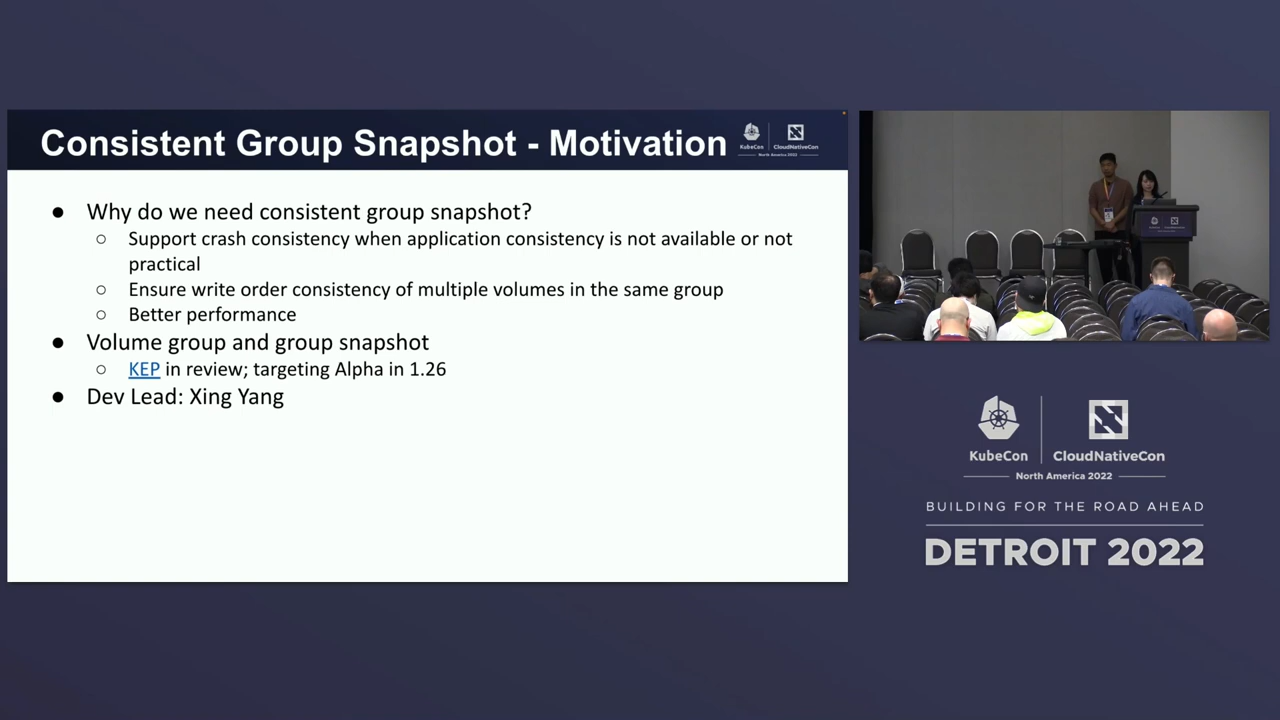 Consistent Group Snapshot - Motivation
KubeCon
CloudNativeCon
North America 2022
● Why do we need consistent group snapshot?
○ Support crash consistency when application consistency is not available or not
practical
○ Ensure write order consistency of multiple volumes in the same group
○ Better performance
● Volume group and group snapshot
○ KEP in review; targeting Alpha in 1.26
● Dev Lead: Xing Yang
KubeCon
CloudNativeCon
North America 2022
BUILDING FOR THE ROAD AHEAD
DETROIT 2022